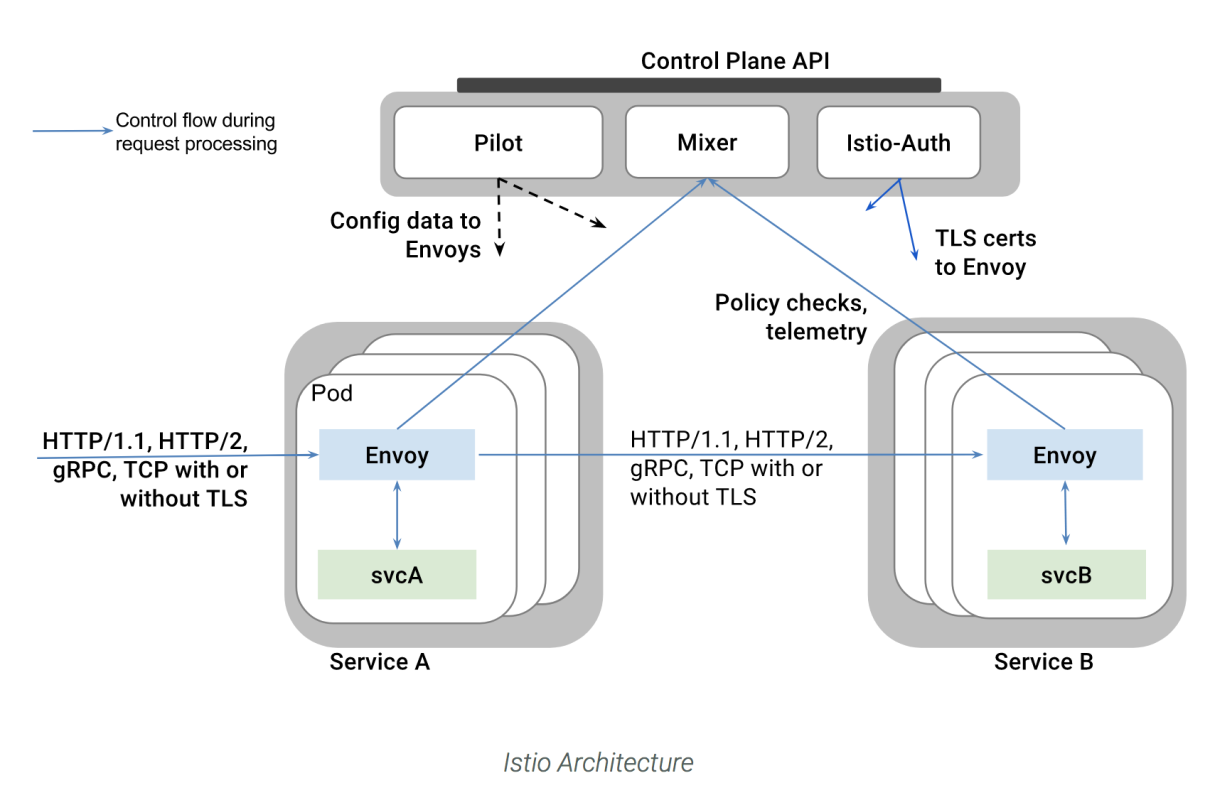 Control Plane API
Control flow during
request processing
Pilot
Mixer
Istio-Auth
Config data to
Envoys
TLS certs
to Envoy
Policy checks,
telemetry
Pod
HTTP/1.1, HTTP/2,
gRPC, TCP with or
without TLS
Envoy
HTTP/1.1, HTTP/2,
gRPC, TCP with or
without TLS
Envoy
svcA
svcB
Service A
Service B
Istio Architecture